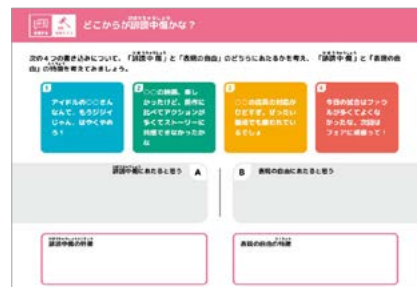 どこからが誹謗中傷かな？
次の４つの書き込みについて、「誹謗中傷」と「表現の自由」のどちらにあたるかを考え、「誹謗中傷」と「表現の自
由」の特徴を考えてみましょう。
アイドルの○○さん
なんて、もうジジイ
じゃん、はやくやめ
ろ！
○○の映画、楽し
かったけど、前作に
比べてアクションが
多くてストーリーに
共感できなかったか
な
○○の店員の対応が
ひどすぎ。ぜったい
職場でも嫌われてい
るでしょ
今日の試合はファウ
ルが多くてよくな
かったな。次回は
フェアに頑張って！
誹謗中傷にあたると思う
A
B
表現の自由にあたると思う
誹謗中傷の特徴
表現の自由の特徴